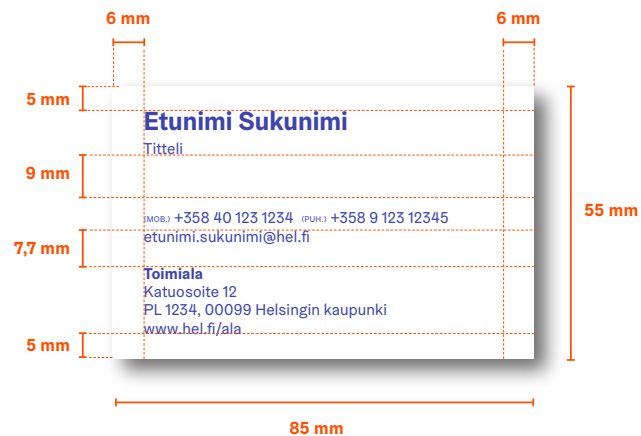 6 mm
6 mm
5 mm
Etunimi Sukunimi
Titteli
9 mm
(MOB.) +358 40 123 1234 (PUH.) +358 9 123 12345
55 mm
etunimi.sukunimi@hel.fi
7,7 mm
Toimiala
Katuosoite 12
PL 1234, 00099 Helsingin kaupunki
www.hel.fi/ala
5 mm
85 mm